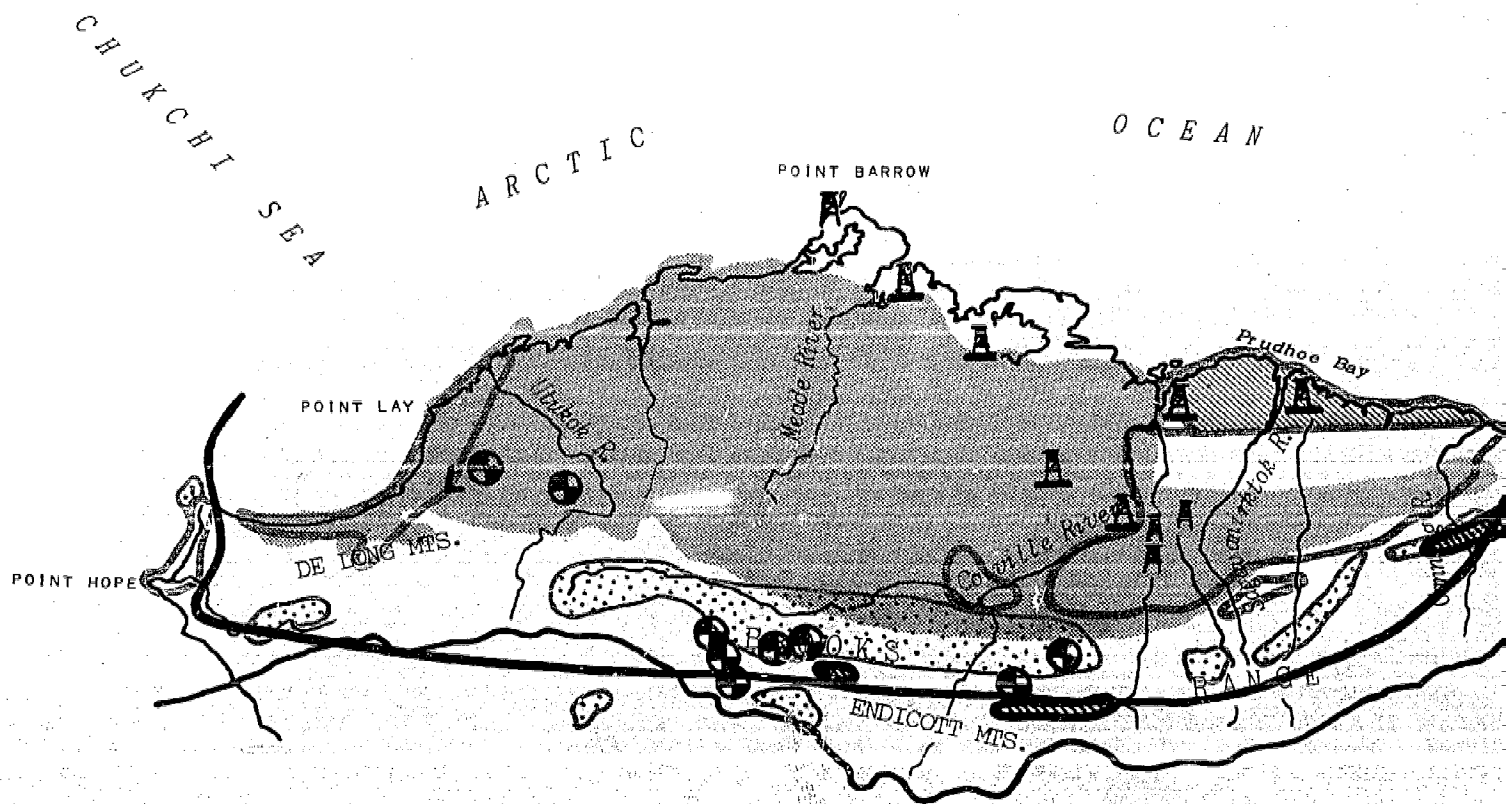 CHUKCHI SEA
ARCTIC
OCEAN
POINT BARROW
Prudhoe Bay
Meade River
POINT LAY
R.
R.
Colville River
DE LONG MTS.
POINT HOPE
BROOKS
RANGE
ENDICOTT MTS.